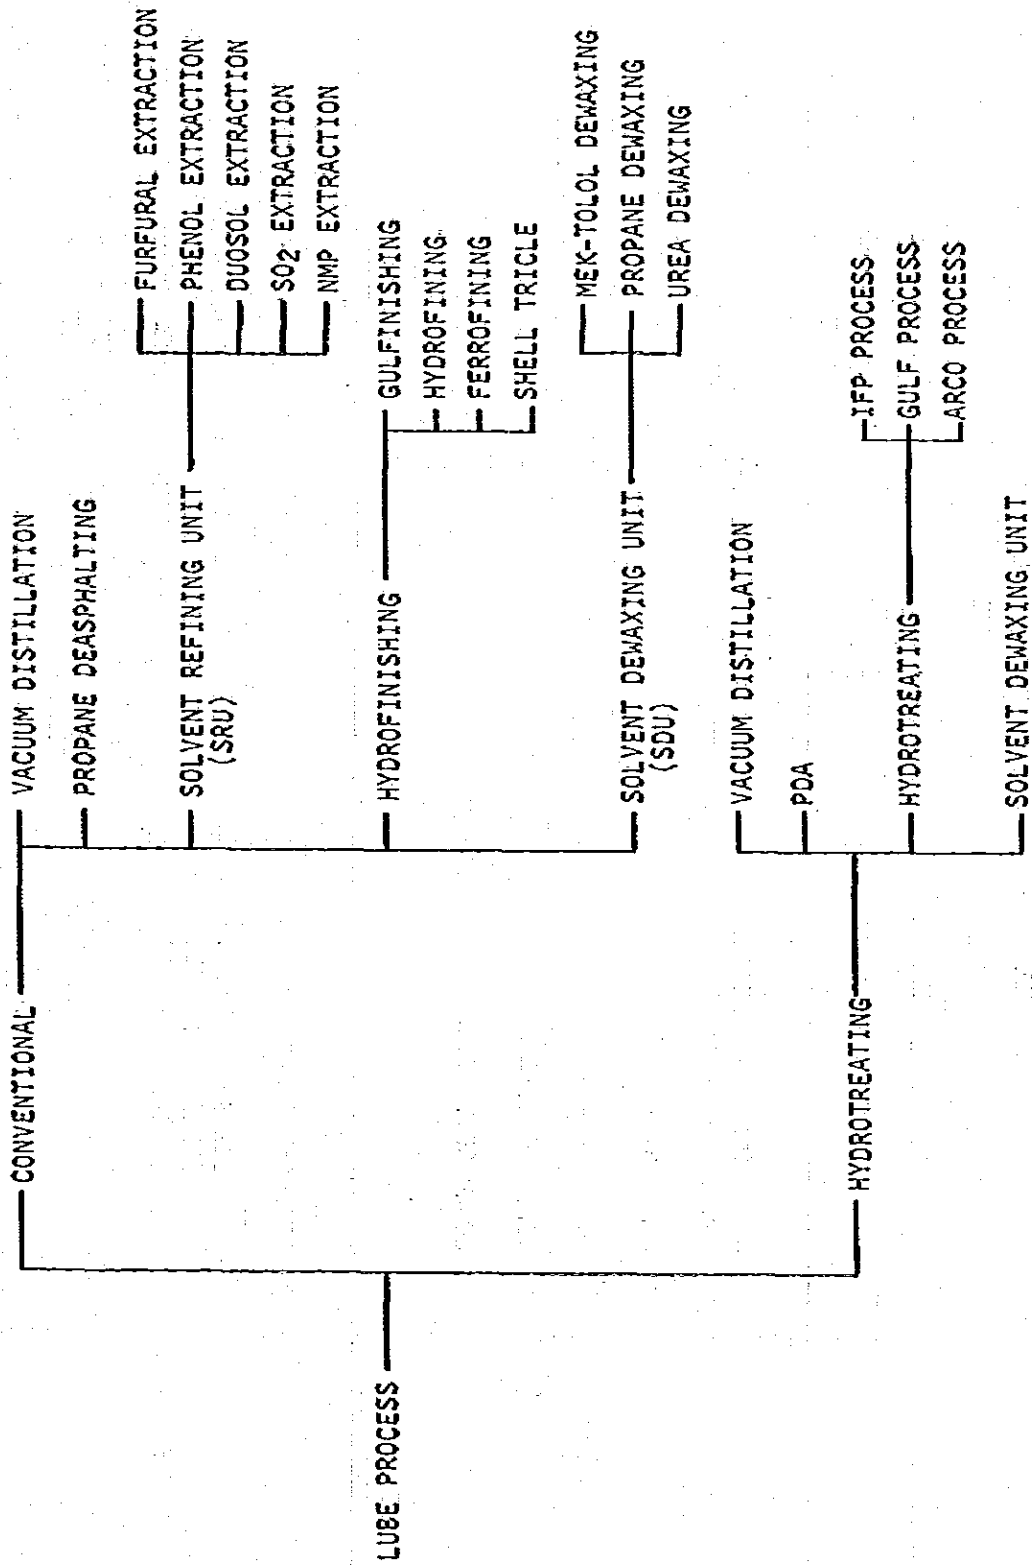 LUBE PROCESS
CONVENTIONAL
VACUUM DISTILLATION
PROPANE DEASPHALTING
SOLVENT REFINING UNIT
(SRU)
FURFURAL EXTRACTION
PHENOL EXTRACTION
DUOSOL EXTRACTION
SO2 EXTRACTION
NMP EXTRACTION
HYDROFINISHING
GULFINISHING
HYDROFINING
FERROFINING
SHELL TRICLE
SOLVENT DEWAXING UNIT
(SDU)
MEK-TOLOL DEWAXING
PROPANE DEWAXING
UREA DEWAXING
HYDROTREATING
VACUUM DISTILLATION
PDA
HYDROTREATING
IFP PROCESS
GULF PROCESS
ARCO PROCESS
SOLVENT DEWAXING UNIT